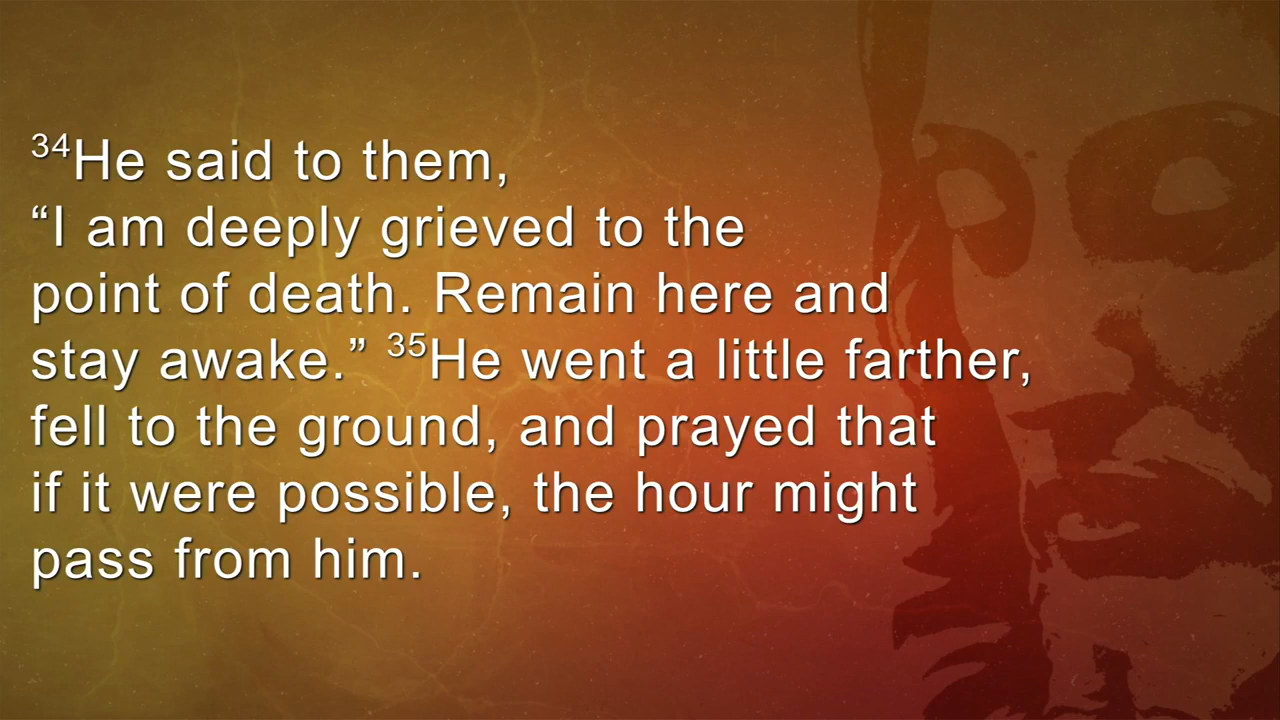 ³⁴He said to them,
“I am deeply grieved to the
point of death. Remain here and
stay awake.” ³⁵He went a little farther,
fell to the ground, and prayed that
if it were possible, the hour might
pass from him.